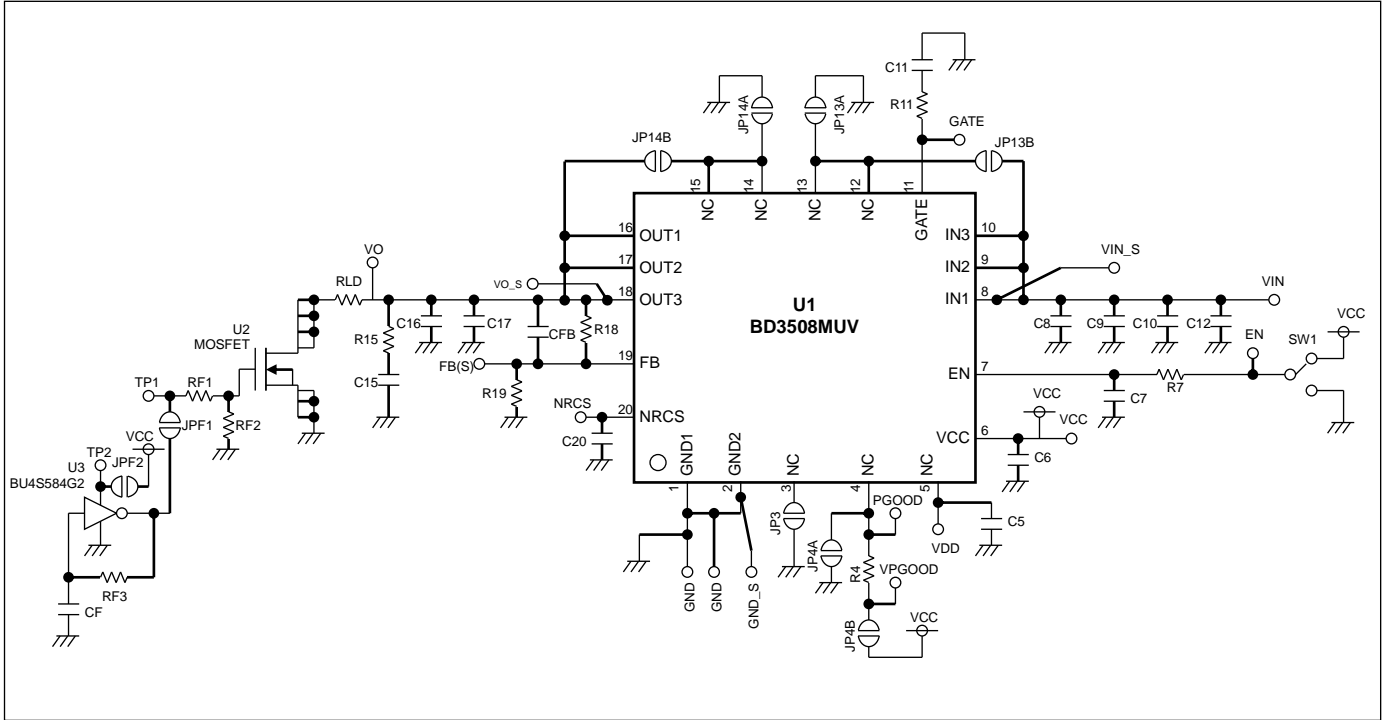 C11
R11
GATE
JP14A
JP13A
JP14B
JP13B
15
14
13
12
11
NC
NC
NC
NC
GATE
16
OUT1
IN3
10
17
OUT2
IN2
9
18
OUT3
IN1
8
19
FB
EN
7
20
NRCS
VCC
6
U1
BD3508MUV
GND1
GND2
NC
NC
NC
1
2
3
4
5
VO
RLD
VO_S
VIN_S
VIN
U2
MOSFET
R15
C15
C16
C17
CFB
R18
C8
C9
C10
C12
VCC
SW1
EN
R7
C7
FB(S)
R19
NRCS
C20
TP1
RF1
JPF1
RF2
VCC
TP2
JPF2
U3
BU4S584G2
RF3
CF
VCC
VCC
C6
GND
GND
GND_S
JP3
JP4A
PGOOD
R4
VPGOOD
JP4B
VCC
VDD
C5